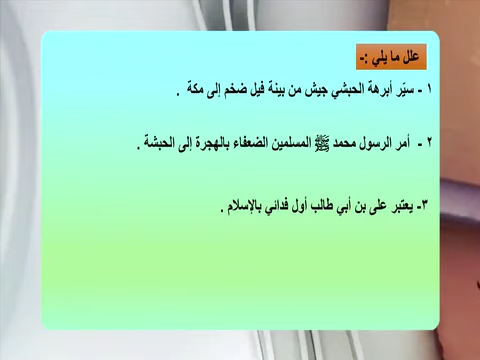 علل ما يلي :-
١ - سيّر أبرهة الحبشي جيش من بينة فيل ضخم إلى مكة .
٢ - أمر الرسول محمد ﷺ المسلمين الضعفاء بالهجرة إلى الحبشة .
٣- يعتبر على بن أبي طالب أول فدائي بالإسلام .